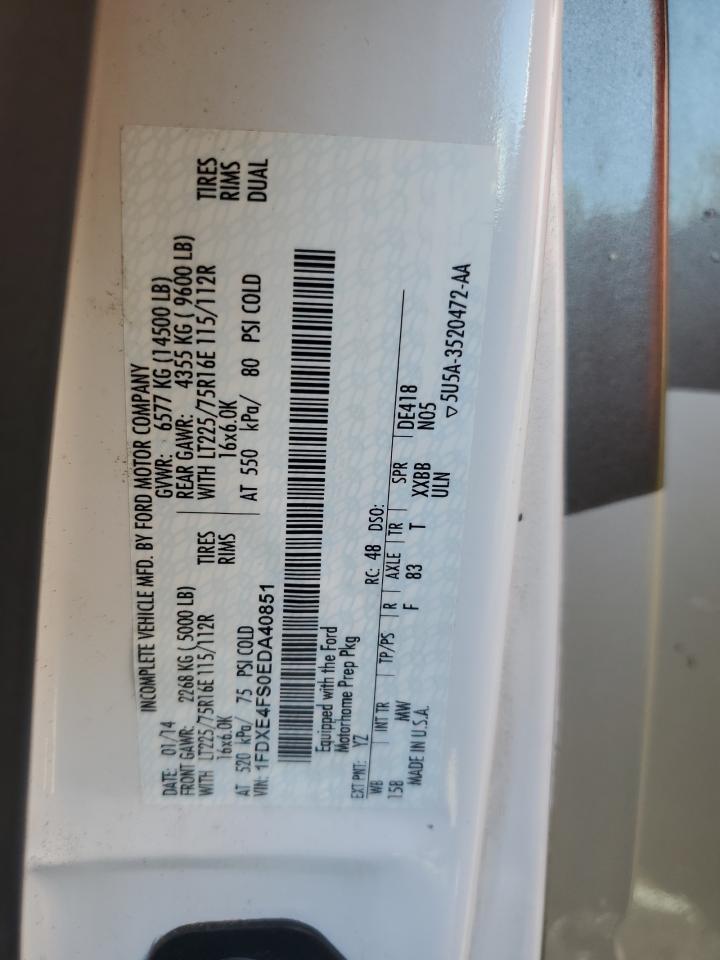 INCOMPLETE VEHICLE MFD. BY FORD MOTOR COMPANY
DATE: 01/14 GVWR: 6577 KG (14500 LB)
FRONT GAWR: 2268 KG ( 5000 LB) REAR GAWR: 4355 KG ( 9600 LB)
WITH LT225/75R16E 115/112R TIRES WITH LT225/75R16E 115/112R TIRES
16x6.0K RIMS 16x6.0K RIMS
AT 520 kPa/ 75 PSI COLD AT 550 kPa/ 80 PSI COLD DUAL
VIN: 1FDXE4FS0EDA40851
Equipped with the Ford
Motorhome Prep Pkg
EXT PNT: YZ RC: 48 DSO:
WB INT TR TP/PS R AXLE TR SPR DE418
158 MW F 83 T XXBB N05
MADE IN U.S.A. ULN
▽5U5A-3520472-AA